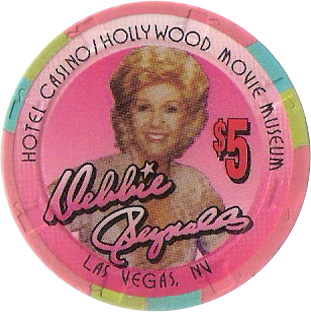 HOTEL CASINO/HOLLYWOOD MOVIE MUSEUM
$5
Debbie
Reynolds
LAS VEGAS, NV